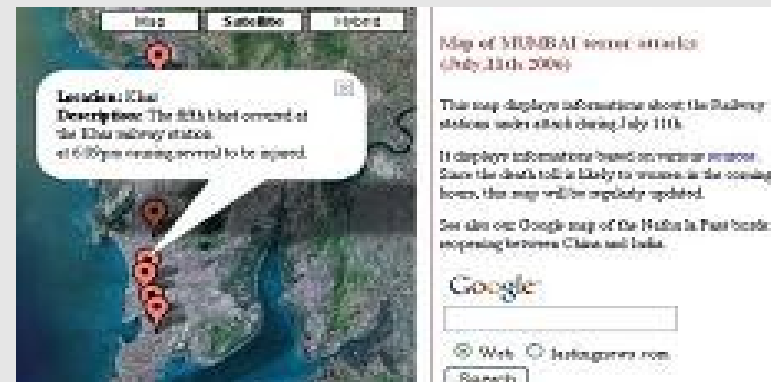 Map
Satellite
Hybrid
Location: Khar
Description: The fifth blast occured at
the Khar railway station
at 6:09pm causing several to be injured.
Map of MUMBAI terror attacks
(July, 11th 2006)
This map displays informations about the Railway
stations under attack during July 11th.
It displays informations based on various sources.
Since the death toll is likely to worsen in the coming
hours, this map will be regularly updated.
See also our Google map of the Nathu la Pass border
reopening between China and India.
Google
Web
Search